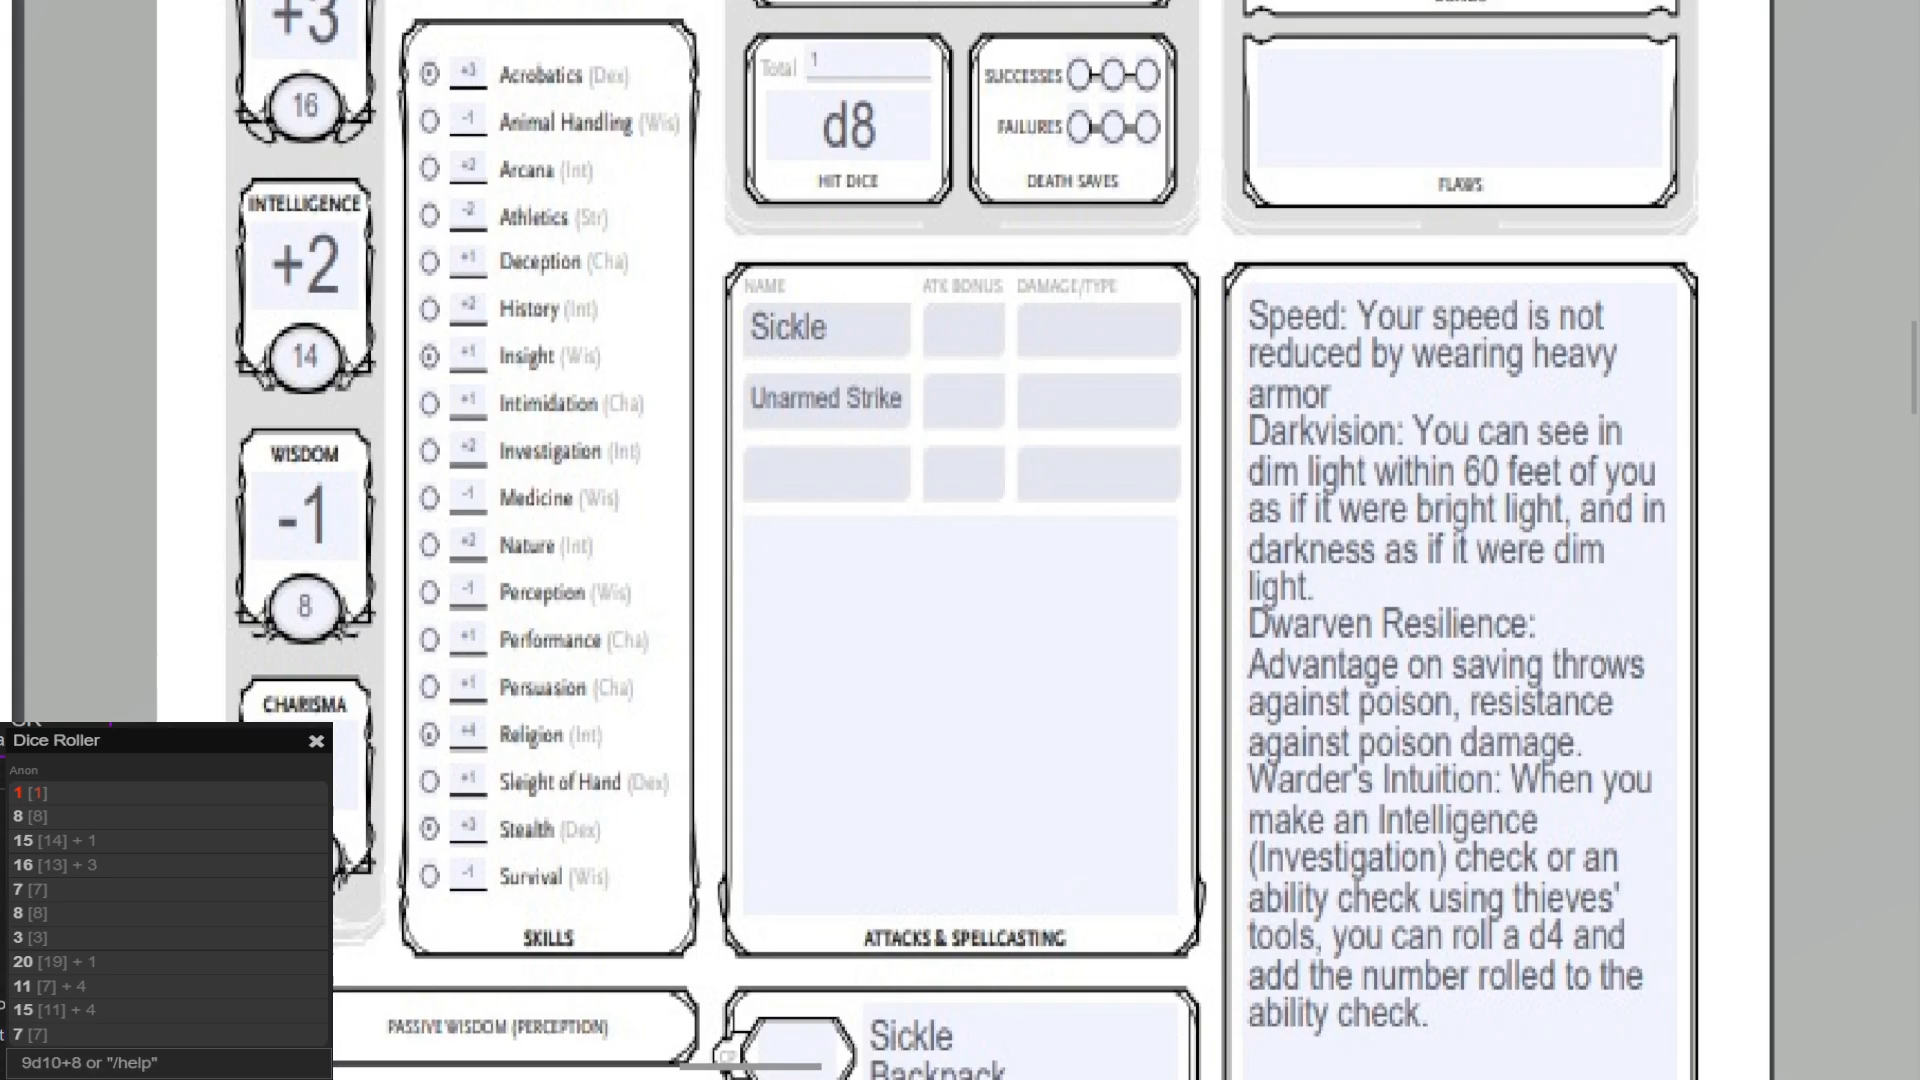 +3
16
INTELLIGENCE
+2
14
WISDOM
-1
8
CHARISMA
+3 Acrobatics (Dex)
-1 Animal Handling (Wis)
+2 Arcana (Int)
-2 Athletics (Str)
+1 Deception (Cha)
+2 History (Int)
+1 Insight (Wis)
+1 Intimidation (Cha)
+2 Investigation (Int)
-1 Medicine (Wis)
+2 Nature (Int)
-1 Perception (Wis)
+1 Performance (Cha)
+1 Persuasion (Cha)
+4 Religion (Int)
+1 Sleight of Hand (Dex)
+3 Stealth (Dex)
-1 Survival (Wis)
SKILLS
PASSIVE WISDOM (PERCEPTION)
Total 1
d8
HIT DICE
SUCCESSES
FAILURES
DEATH SAVES
FLAWS
NAME ATK BONUS DAMAGE/TYPE
Sickle
Unarmed Strike
ATTACKS & SPELLCASTING
CP
Sickle
Backpack
Speed: Your speed is not
reduced by wearing heavy
armor
Darkvision: You can see in
dim light within 60 feet of you
as if it were bright light, and in
darkness as if it were dim
light.
Dwarven Resilience:
Advantage on saving throws
against poison, resistance
against poison damage.
Warder's Intuition: When you
make an Intelligence
(Investigation) check or an
ability check using thieves'
tools, you can roll a d4 and
add the number rolled to the
ability check.
Dice Roller
Anon
1 [1]
8 [8]
15 [14] + 1
16 [13] + 3
7 [7]
8 [8]
3 [3]
20 [19] + 1
11 [7] + 4
15 [11] + 4
7 [7]
9d10+8 or "/help"